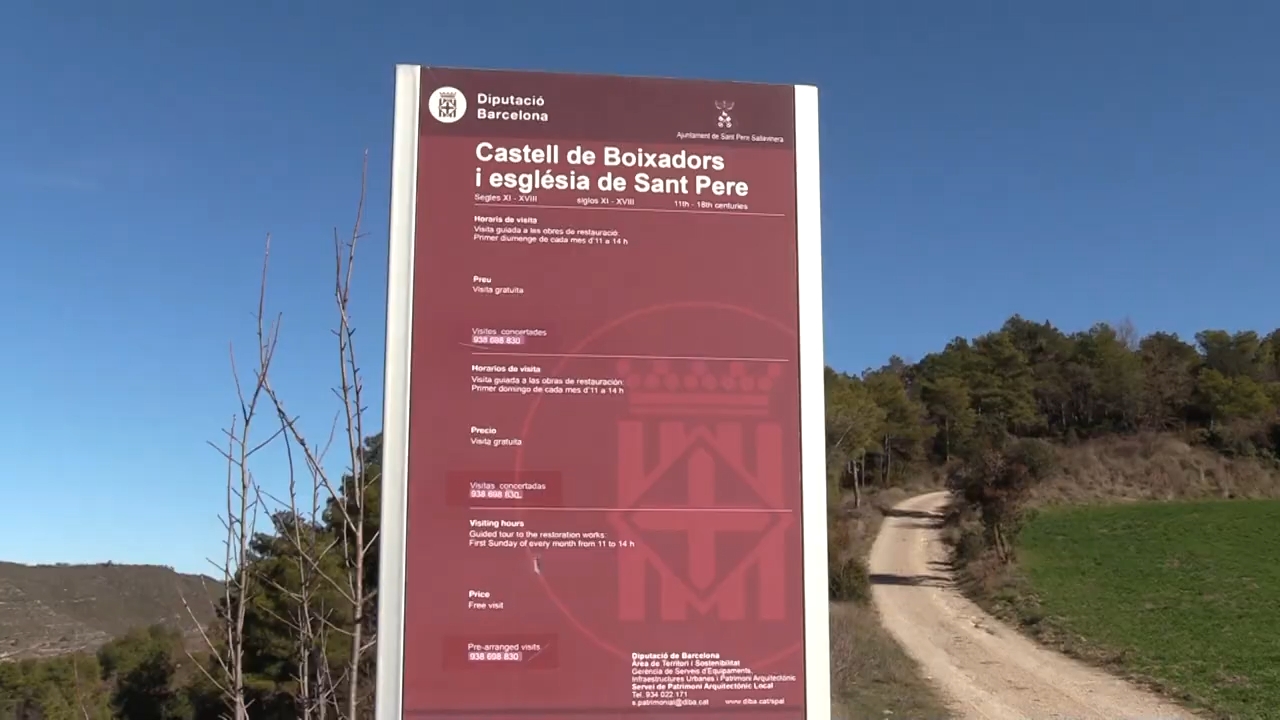 Diputació
Barcelona
Ajuntament de Sant Pere Sallavinera
Castell de Boixadors
i església de Sant Pere
Segles XI - XVIII
siglos XI - XVIII
11th - 18th centuries
Horaris de visita
Visita guiada a les obres de restauració:
Primer diumenge de cada mes d'11 a 14 h
Preu
Visita gratuïta
Visites concertades
938 698 830
Horarios de visita
Visita guiada a las obras de restauración:
Primer domingo de cada mes d'11 a 14 h
Precio
Visita gratuita
Visitas concertadas
938 698 830
Visiting hours
Guided tour to the restoration works:
First Sunday of every month from 11 to 14 h
Price
Free visit
Pre-arranged visits
938 698 830
Diputació de Barcelona
Àrea de Territori i Sostenibilitat
Gerència de Serveis d'Equipaments,
Infraestructures Urbanes i Patrimoni Arquitectònic
Servei de Patrimoni Arquitectònic Local
Tel. 934 022 171
s.patrimonial@diba.cat www.diba.cat/spal